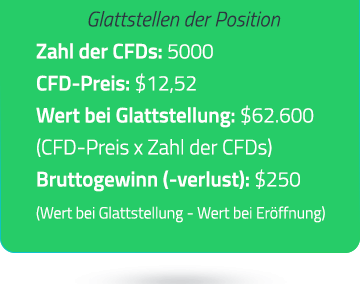 Glattstellen der Position
Zahl der CFDs: 5000
CFD-Preis: $12,52
Wert bei Glattstellung: $62.600
(CFD-Preis x Zahl der CFDs)
Bruttogewinn (-verlust): $250
(Wert bei Glattstellung - Wert bei Eröffnung)